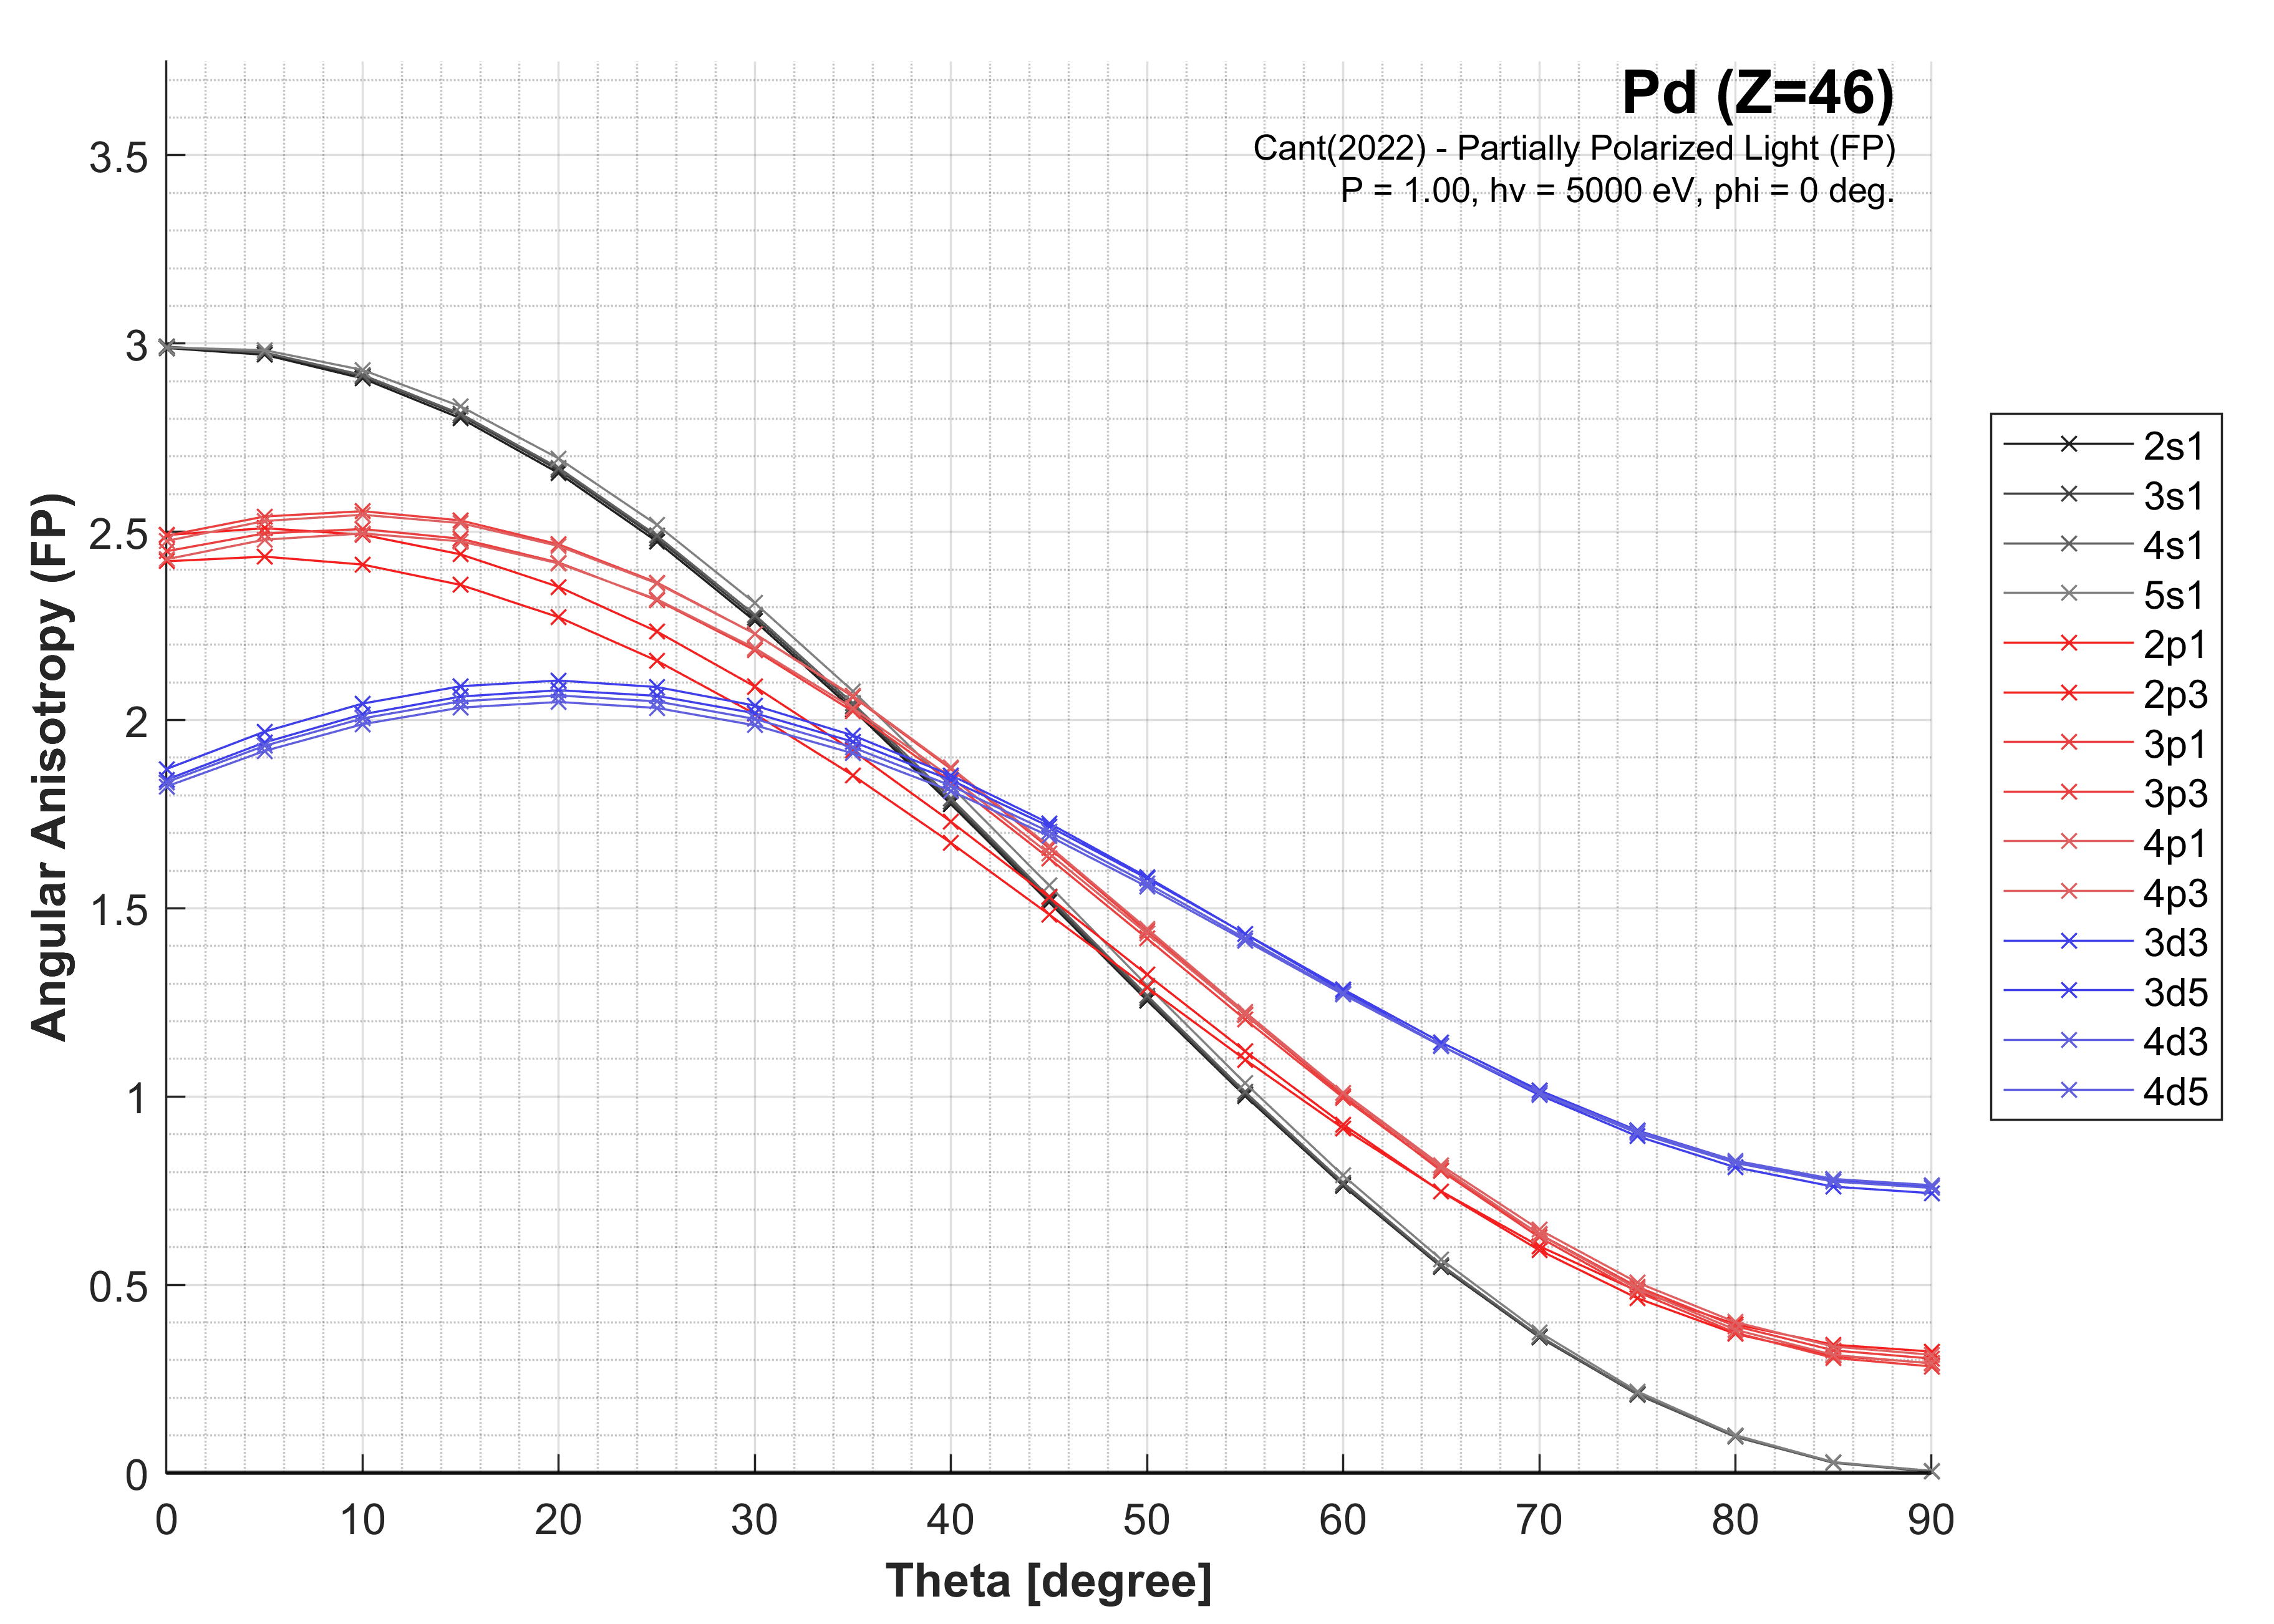 Pd (Z=46)
Cant(2022) - Partially Polarized Light (FP)
P = 1.00, hv = 5000 eV, phi = 0 deg.
3.5
3
2.5
2
1.5
1
0.5
0
Angular Anisotropy (FP)
0 10 20 30 40 50 60 70 80 90
Theta [degree]
2s1
3s1
4s1
5s1
2p1
2p3
3p1
3p3
4p1
4p3
3d3
3d5
4d3
4d5